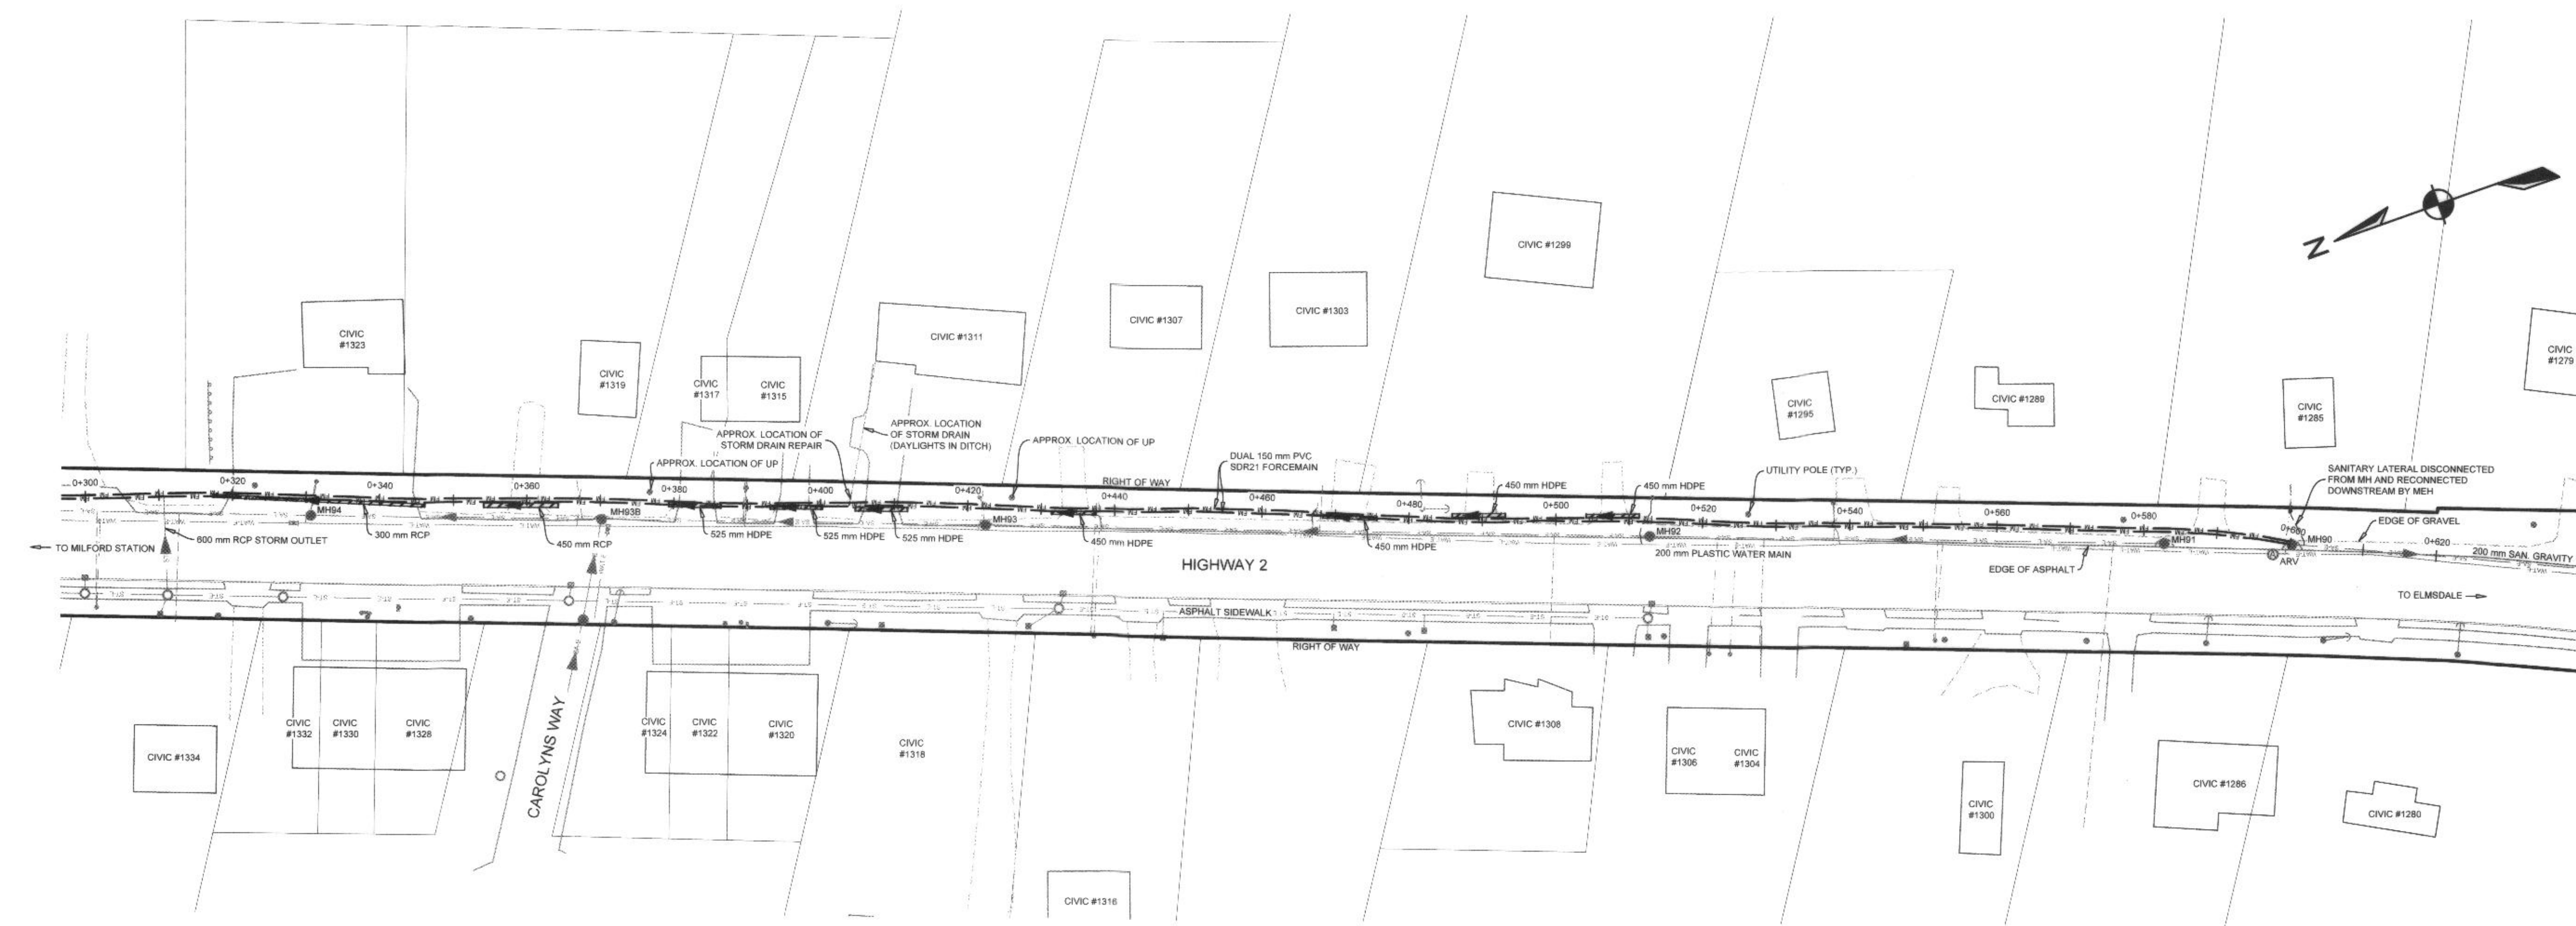 CIVIC #1299
N
CIVIC
#1323
CIVIC #1311
CIVIC #1307
CIVIC #1303
CIVIC
#1279
CIVIC
#1319
CIVIC
#1317
CIVIC
#1315
CIVIC
#1295
CIVIC #1289
CIVIC
#1285
APPROX. LOCATION
OF STORM DRAIN
(DAYLIGHTS IN DITCH)
APPROX. LOCATION OF
STORM DRAIN REPAIR
APPROX. LOCATION OF UP
APPROX. LOCATION OF UP
DUAL 150 mm PVC
SDR21 FORCEMAIN
UTILITY POLE (TYP.)
SANITARY LATERAL DISCONNECTED
FROM MH AND RECONNECTED
DOWNSTREAM BY MEH
RIGHT OF WAY
450 mm HDPE
450 mm HDPE
0+300
0+320
0+340
0+360
0+380
0+400
0+420
0+440
0+460
0+480
0+500
0+520
0+540
0+560
0+580
0+600
0+620
EDGE OF GRAVEL
MH94
MH93B
MH93
MH92
MH91
MH90
TO MILFORD STATION
600 mm RCP STORM OUTLET
300 mm RCP
450 mm RCP
525 mm HDPE
525 mm HDPE
525 mm HDPE
450 mm HDPE
450 mm HDPE
200 mm PLASTIC WATER MAIN
EDGE OF ASPHALT
A
ARV
200 mm SAN. GRAVITY
HIGHWAY 2
TO ELMSDALE
ASPHALT SIDEWALK
RIGHT OF WAY
CAROLYNS WAY
CIVIC #1334
CIVIC
#1332
CIVIC
#1330
CIVIC
#1328
CIVIC
#1324
CIVIC
#1322
CIVIC
#1320
CIVIC
#1318
CIVIC #1308
CIVIC
#1306
CIVIC
#1304
CIVIC
#1300
CIVIC #1286
CIVIC #1280
CIVIC #1316